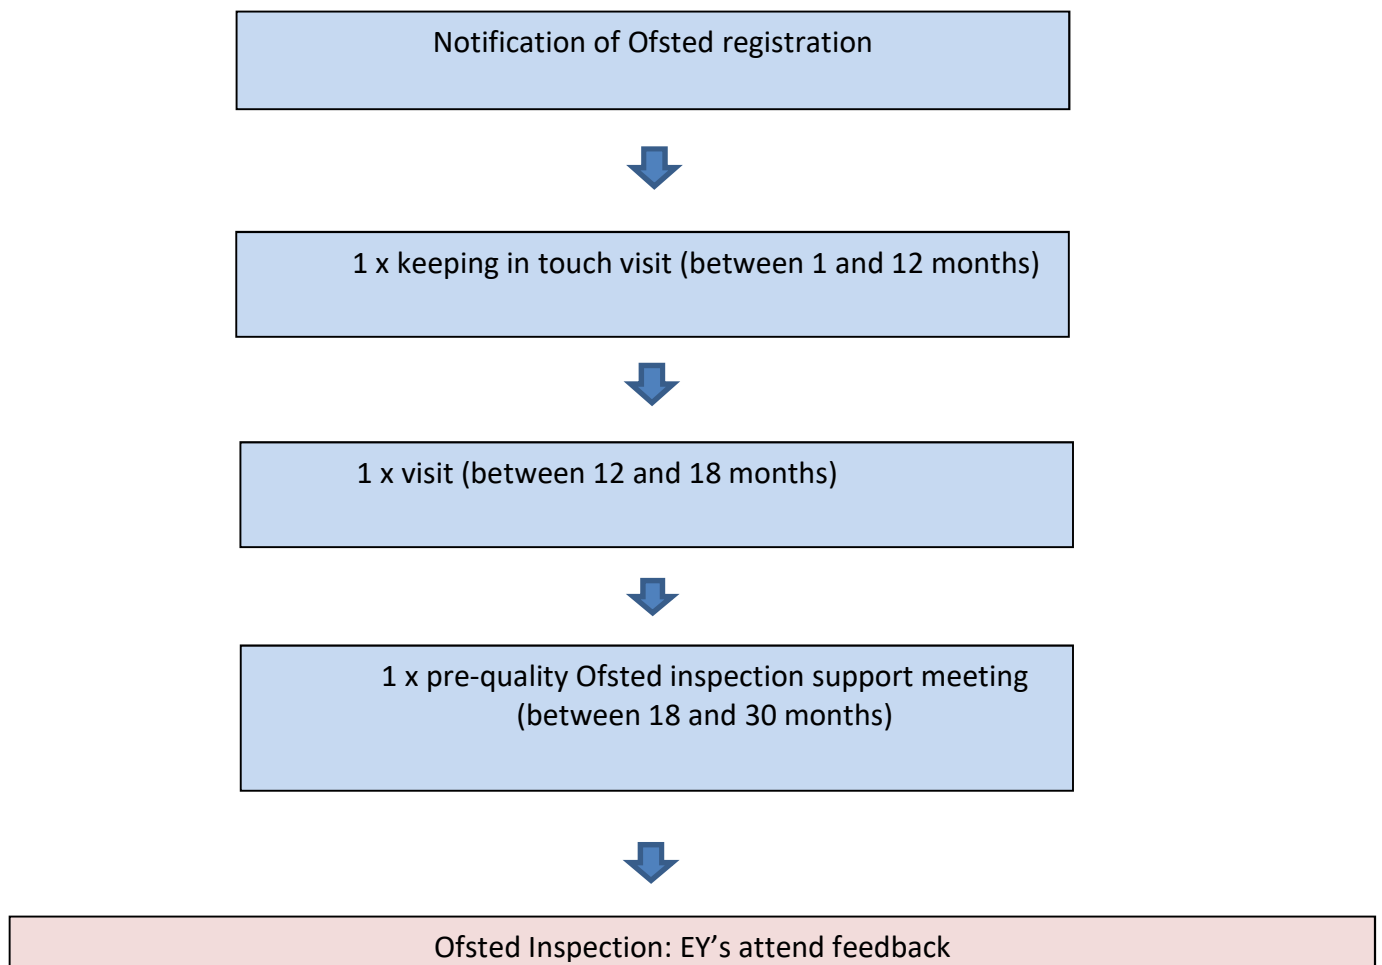 Notification of Ofsted registration
1 x keeping in touch visit (between 1 and 12 months)
1 x visit (between 12 and 18 months)
1 x pre-quality Ofsted inspection support meeting
(between 18 and 30 months)
Ofsted Inspection: EY’s attend feedback